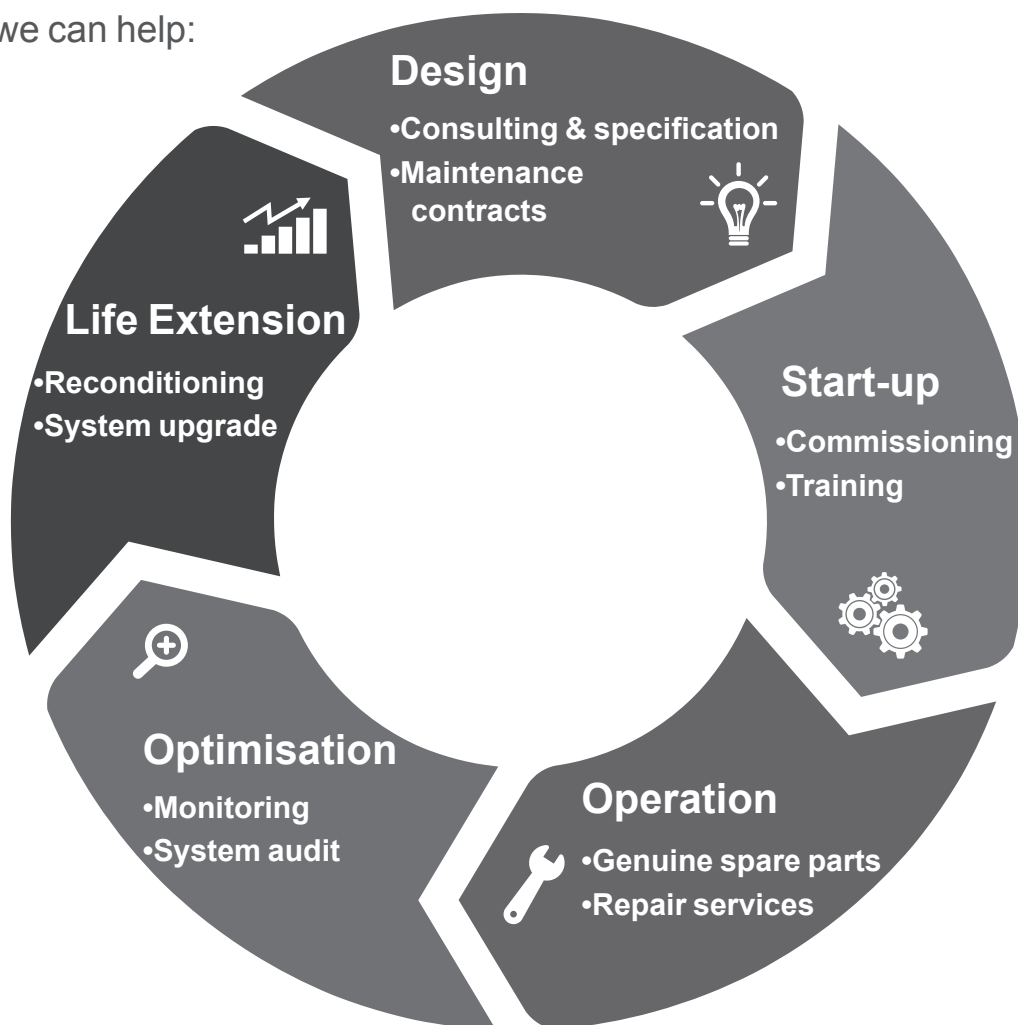 we can help:
Design
•Consulting & specification
•Maintenance
contracts
Start-up
•Commissioning
•Training
Operation
•Genuine spare parts
•Repair services
Optimisation
•Monitoring
•System audit
Life Extension
•Reconditioning
•System upgrade